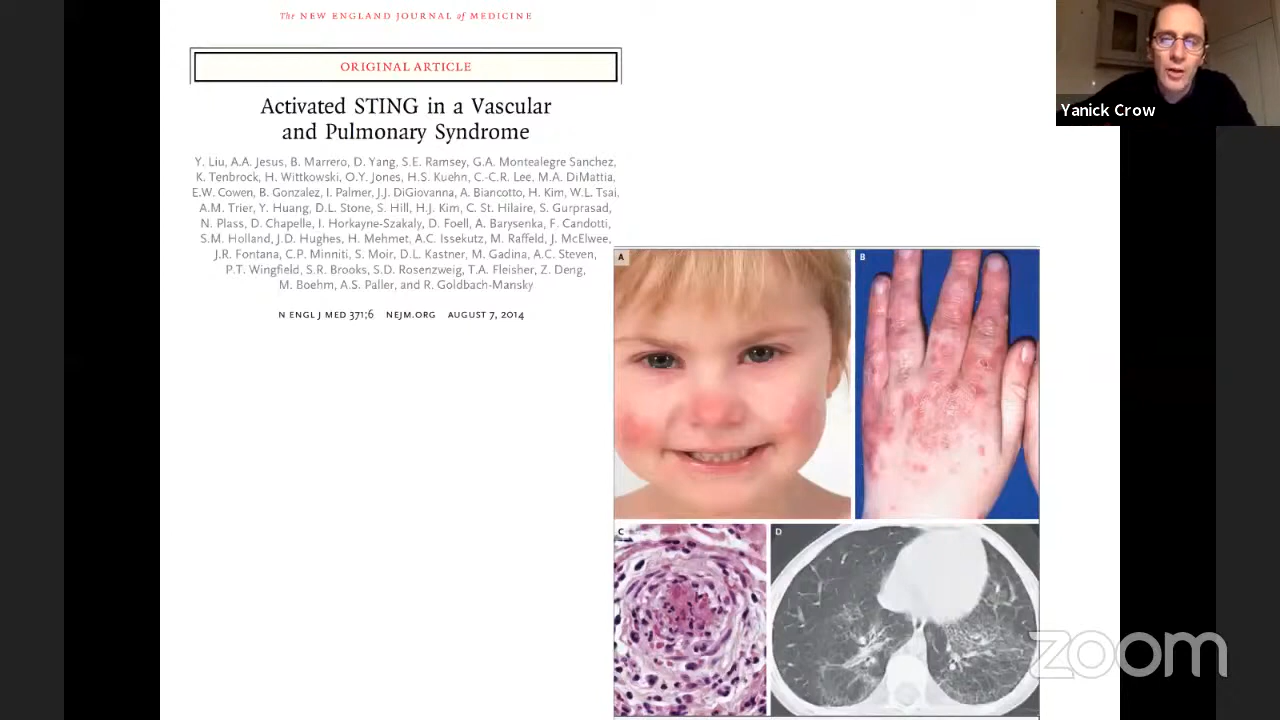 The NEW ENGLAND JOURNAL of MEDICINE
ORIGINAL ARTICLE
Activated STING in a Vascular
and Pulmonary Syndrome
Y. Liu, A.A. Jesus, B. Marrero, D. Yang, S.E. Ramsey, G.A. Montealegre Sanchez,
K. Tenbrock, H. Wittkowski, O.Y. Jones, H.S. Kuehn, C.-C.R. Lee, M.A. DiMattia,
E.W. Cowen, B. Gonzalez, I. Palmer, J.J. DiGiovanna, A. Biancotto, H. Kim, W.L. Tsai,
A.M. Trier, Y. Huang, D.L. Stone, S. Hill, H.J. Kim, C. St. Hilaire, S. Gurprasad,
N. Plass, D. Chapelle, I. Horkayne-Szakaly, D. Foell, A. Barysenka, F. Candotti,
S.M. Holland, J.D. Hughes, H. Mehmet, A.C. Issekutz, M. Raffeld, J. McElwee,
J.R. Fontana, C.P. Minniti, S. Moir, D.L. Kastner, M. Gadina, A.C. Steven,
P.T. Wingfield, S.R. Brooks, S.D. Rosenzweig, T.A. Fleisher, Z. Deng,
M. Boehm, A.S. Paller, and R. Goldbach-Mansky
N ENGL J MED 371;6 NEJM.ORG AUGUST 7, 2014
A
B
C
D
Yanick Crow
zoom